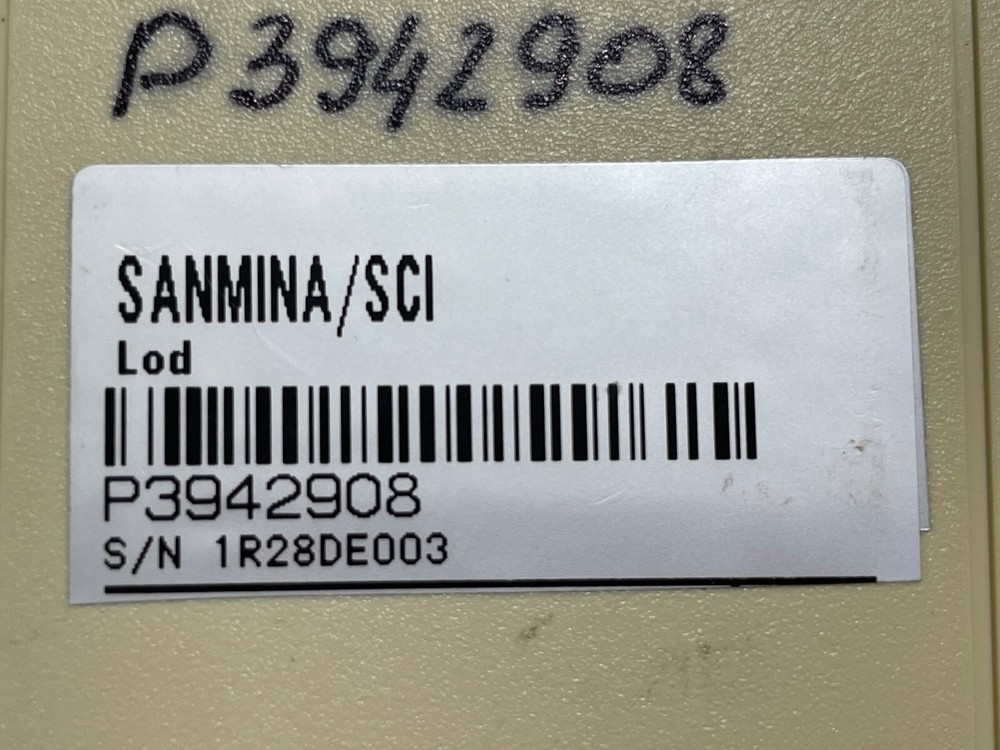 P3942908
SANMINA/SCI
Lod
P3942908
S/N 1R28DE003